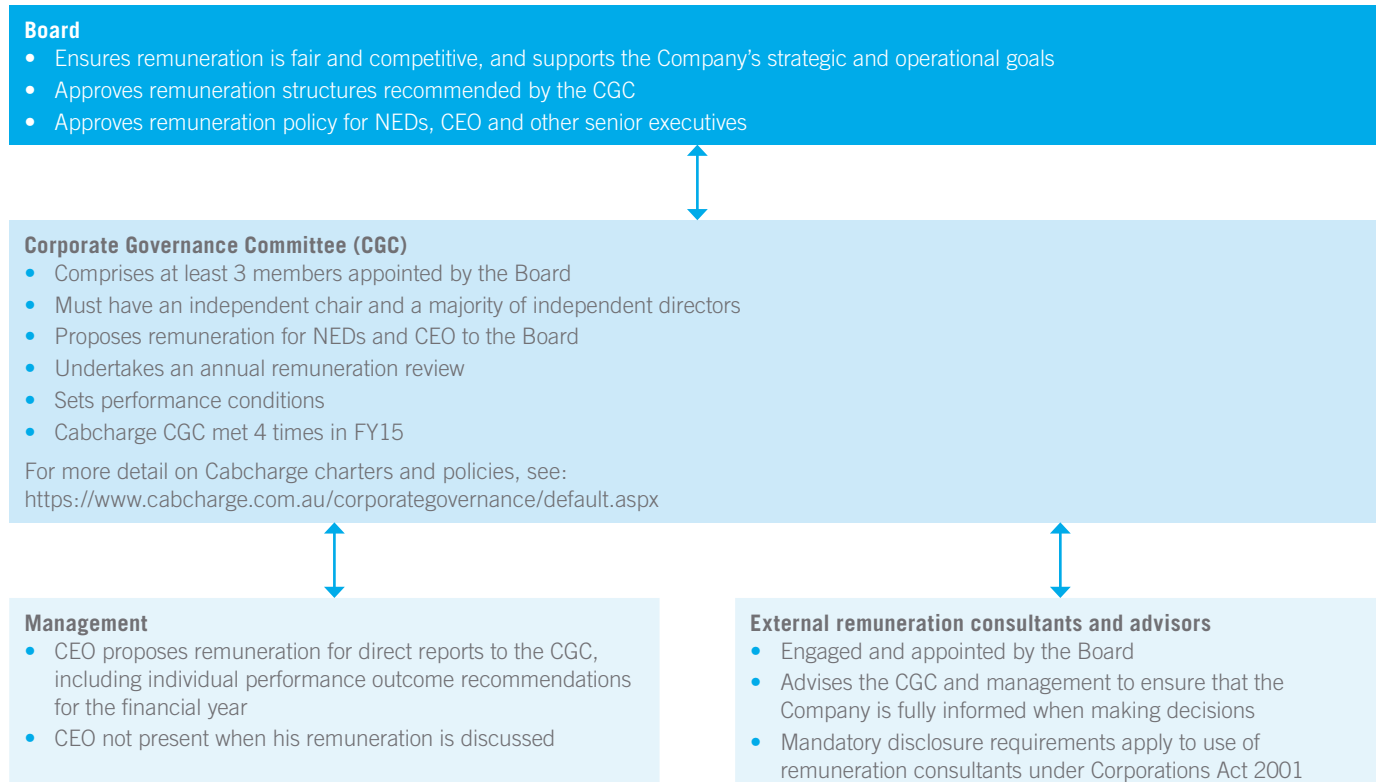 Board
• Ensures remuneration is fair and competitive, and supports the Company’s strategic and operational goals
• Approves remuneration structures recommended by the CGC
• Approves remuneration policy for NEDs, CEO and other senior executives
Corporate Governance Committee (CGC)
• Comprises at least 3 members appointed by the Board
• Must have an independent chair and a majority of independent directors
• Proposes remuneration for NEDs and CEO to the Board
• Undertakes an annual remuneration review
• Sets performance conditions
• Cabcharge CGC met 4 times in FY15
For more detail on Cabcharge charters and policies, see:
https://www.cabcharge.com.au/corporategovernance/default.aspx
Management
• CEO proposes remuneration for direct reports to the CGC,
including individual performance outcome recommendations
for the financial year
• CEO not present when his remuneration is discussed
External remuneration consultants and advisors
• Engaged and appointed by the Board
• Advises the CGC and management to ensure that the
Company is fully informed when making decisions
• Mandatory disclosure requirements apply to use of
remuneration consultants under Corporations Act 2001